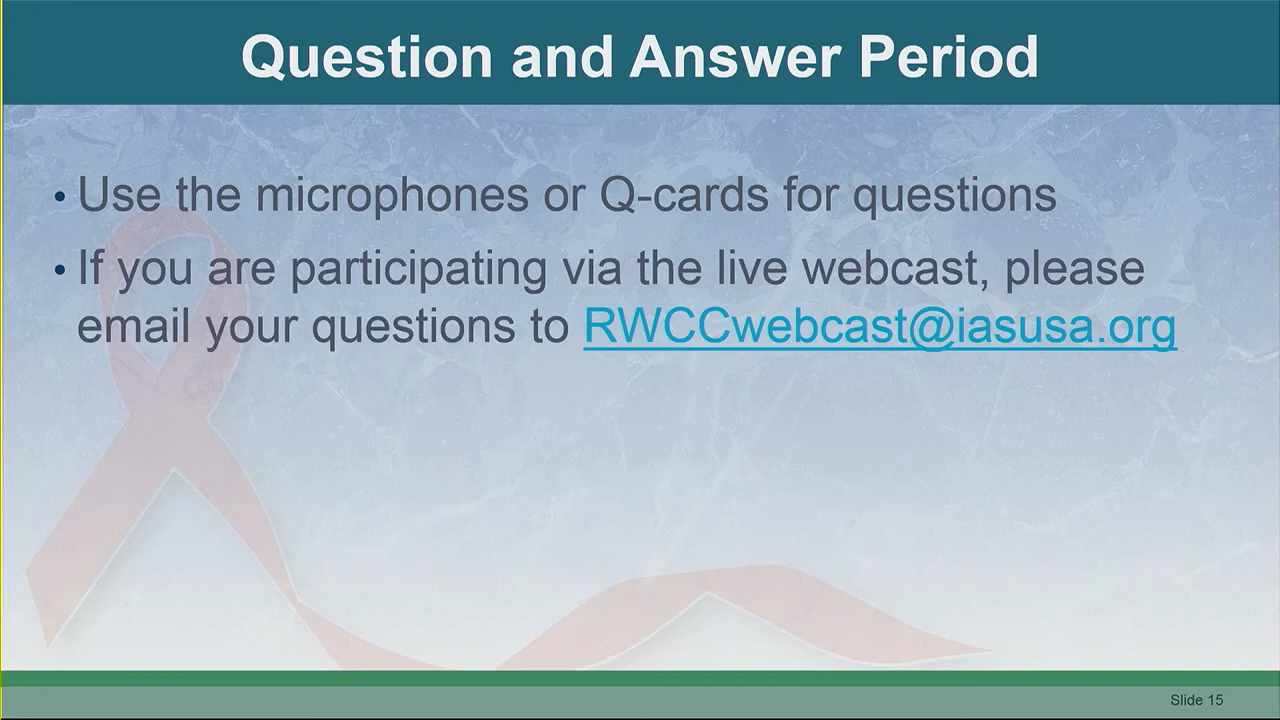 Question and Answer Period
• Use the microphones or Q-cards for questions
• If you are participating via the live webcast, please
email your questions to RWCCwebcast@iasusa.org
Slide 15